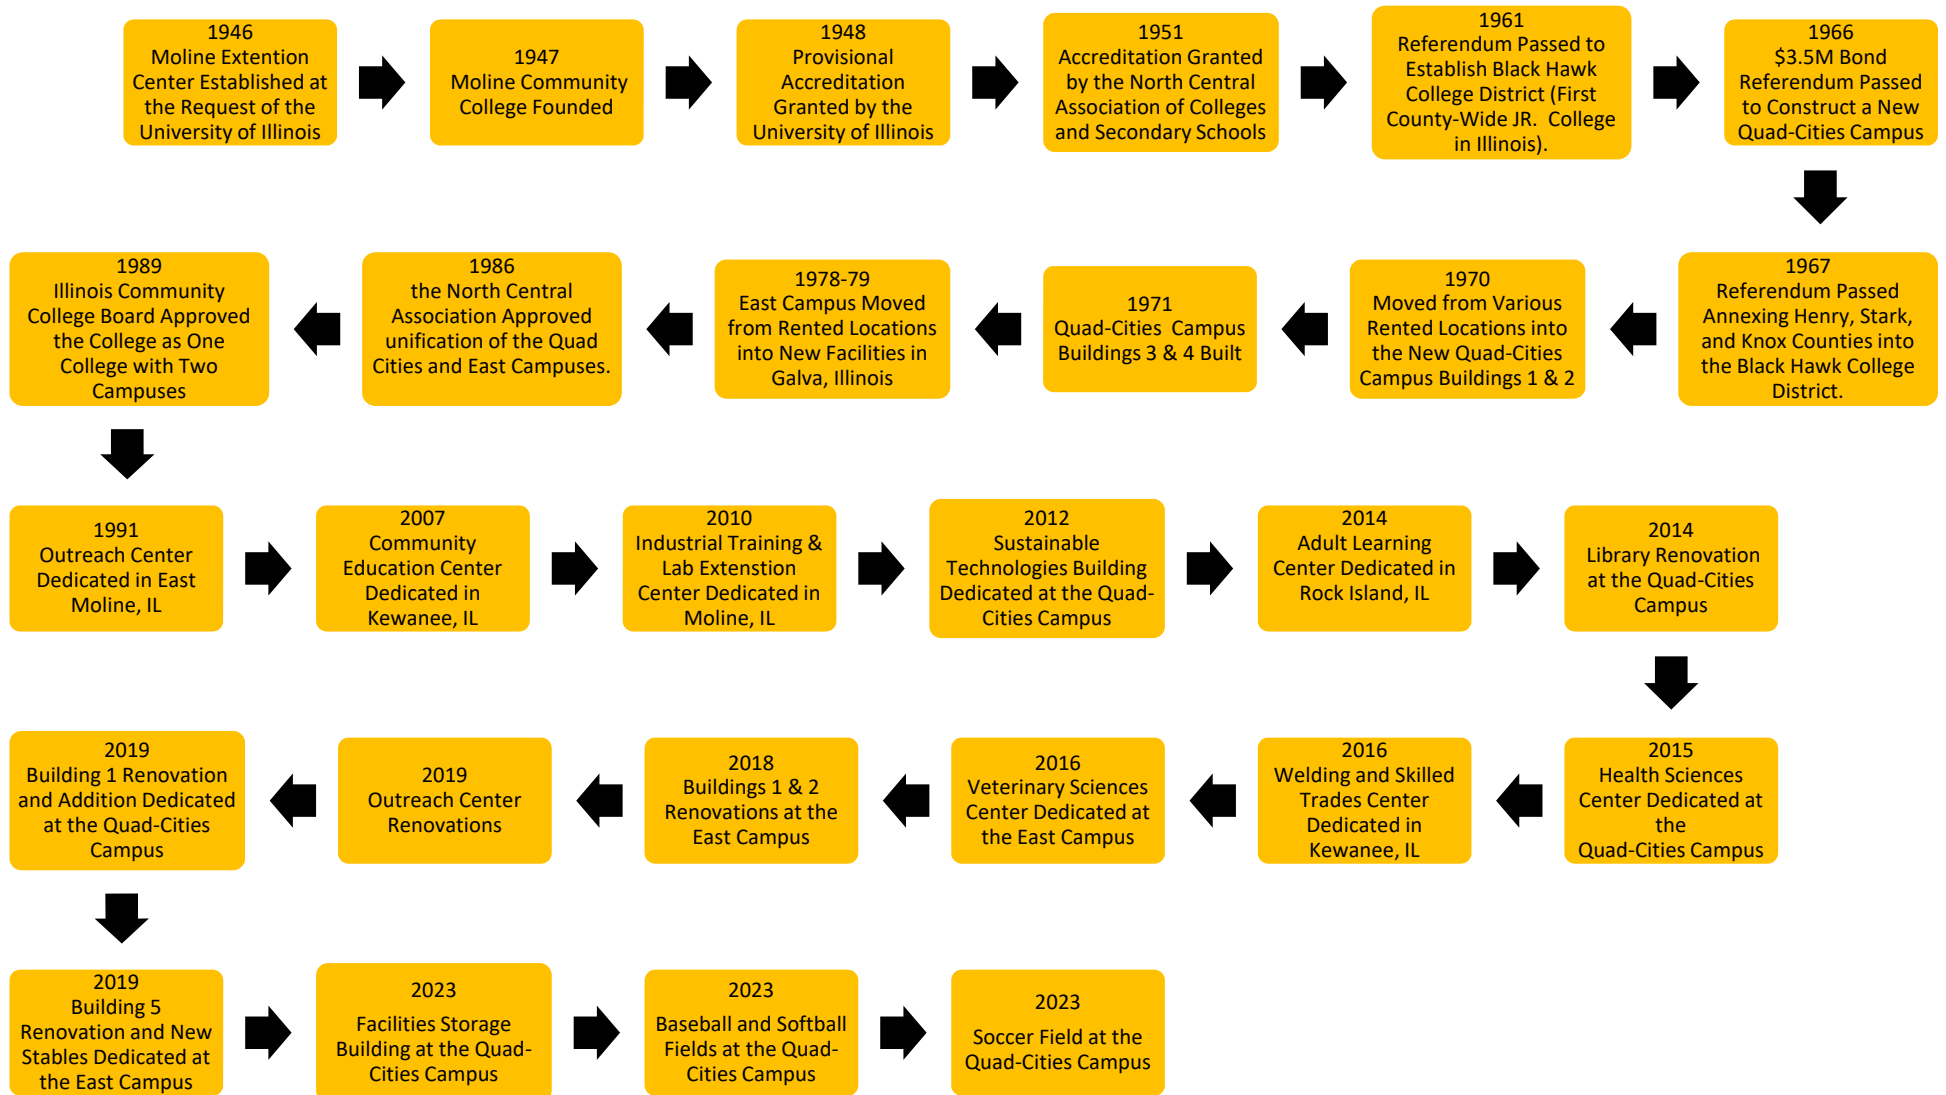 1946
Moline Extention
Center Established at
the Request of the
University of Illinois
1947
Moline Community
College Founded
1948
Provisional
Accreditation
Granted by the
University of Illinois
1951
Accreditation Granted
by the North Central
Association of Colleges
and Secondary Schools
1961
Referendum Passed to
Establish Black Hawk
College District (First
County-Wide JR. College
in Illinois).
1966
$3.5M Bond
Referendum Passed
to Construct a New
Quad-Cities Campus
1967
Referendum Passed
Annexing Henry, Stark,
and Knox Counties into
the Black Hawk College
District.
1970
Moved from Various
Rented Locations into
the New Quad-Cities
Campus Buildings 1 & 2
1971
Quad-Cities Campus
Buildings 3 & 4 Built
1978-79
East Campus Moved
from Rented Locations
into New Facilities in
Galva, Illinois
1986
the North Central
Association Approved
unification of the Quad
Cities and East Campuses.
1989
Illinois Community
College Board Approved
the College as One
College with Two
Campuses
1991
Outreach Center
Dedicated in East
Moline, IL
2007
Community
Education Center
Dedicated in
Kewanee, IL
2010
Industrial Training &
Lab Extenstion
Center Dedicated in
Moline, IL
2012
Sustainable
Technologies Building
Dedicated at the Quad-
Cities Campus
2014
Adult Learning
Center Dedicated in
Rock Island, IL
2014
Library Renovation
at the Quad-Cities
Campus
2015
Health Sciences
Center Dedicated at
the
Quad-Cities Campus
2016
Welding and Skilled
Trades Center
Dedicated in
Kewanee, IL
2016
Veterinary Sciences
Center Dedicated at
the East Campus
2018
Buildings 1 & 2
Renovations at the
East Campus
2019
Outreach Center
Renovations
2019
Building 1 Renovation
and Addition Dedicated
at the Quad-Cities
Campus
2019
Building 5
Renovation and New
Stables Dedicated at
the East Campus
2023
Facilities Storage
Building at the Quad-
Cities Campus
2023
Baseball and Softball
Fields at the Quad-
Cities Campus
2023
Soccer Field at the
Quad-Cities Campus